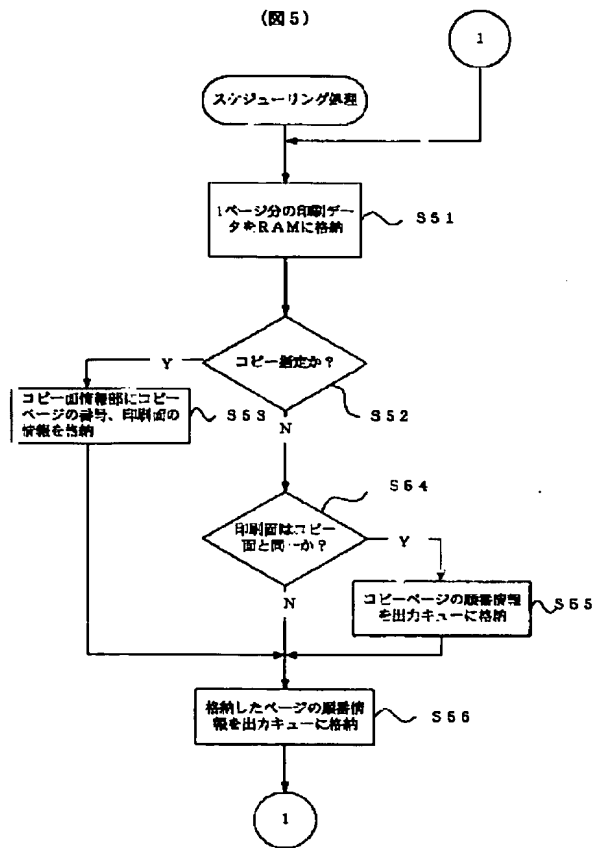 (図5)
1
スケジューリング処理
1ページ分の印刷デー
タをRAMに格納
S51
コピー指定か？
Y
S52
N
コピー面情報部にコピー
ページの番号、印刷面の
情報を格納
S53
S54
印刷面はコピー
面と同一か？
Y
N
コピーページの順番情報
を出力キューに格納
S55
格納したページの順番情
報を出力キューに格納
S56
1